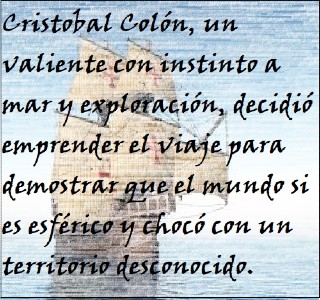 Cristobal Colón, un
valiente con instinto a
mar y exploración, decidió
emprender el viaje para
demostrar que el mundo si
es esférico y chocó con un
territorio desconocido.